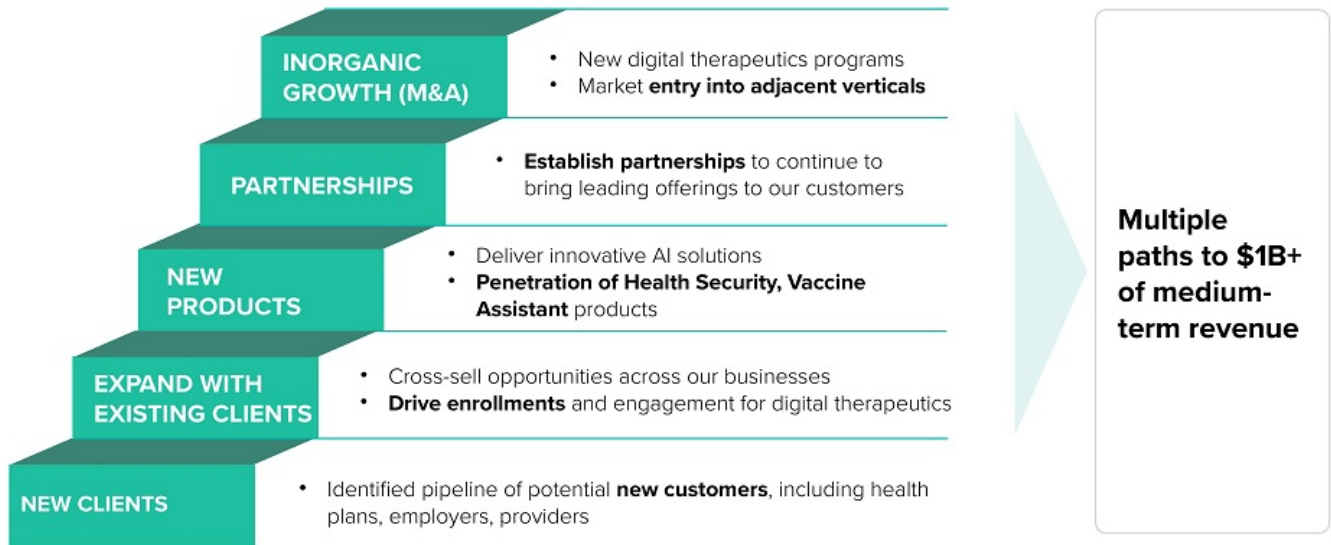 INORGANIC
GROWTH (M&A)
• New digital therapeutics programs
• Market entry into adjacent verticals
PARTNERSHIPS
• Establish partnerships to continue to
bring leading offerings to our customers
NEW
PRODUCTS
• Deliver innovative AI solutions
• Penetration of Health Security, Vaccine
Assistant products
EXPAND WITH
EXISTING CLIENTS
• Cross-sell opportunities across our businesses
• Drive enrollments and engagement for digital therapeutics
NEW CLIENTS
• Identified pipeline of potential new customers, including health
plans, employers, providers
Multiple
paths to $1B+
of medium-
term revenue